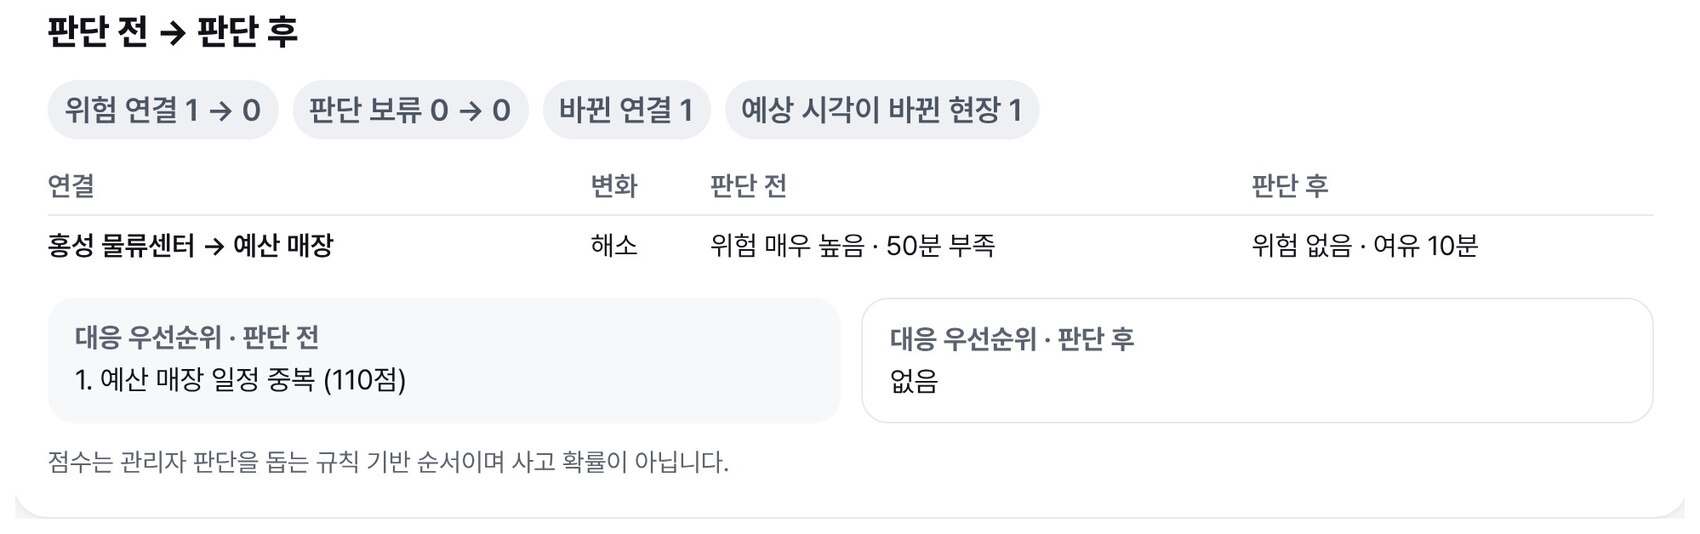 판단 전 → 판단 후
위험 연결 1 → 0 판단 보류 0 → 0 바뀐 연결 1 예상 시각이 바뀐 현장 1
연결 변화 판단 전 판단 후
홍성 물류센터 → 예산 매장 해소 위험 매우 높음 · 50분 부족 위험 없음 · 여유 10분
대응 우선순위 · 판단 전
1. 예산 매장 일정 중복 (110점)
대응 우선순위 · 판단 후
없음
점수는 관리자 판단을 돕는 규칙 기반 순서이며 사고 확률이 아닙니다.